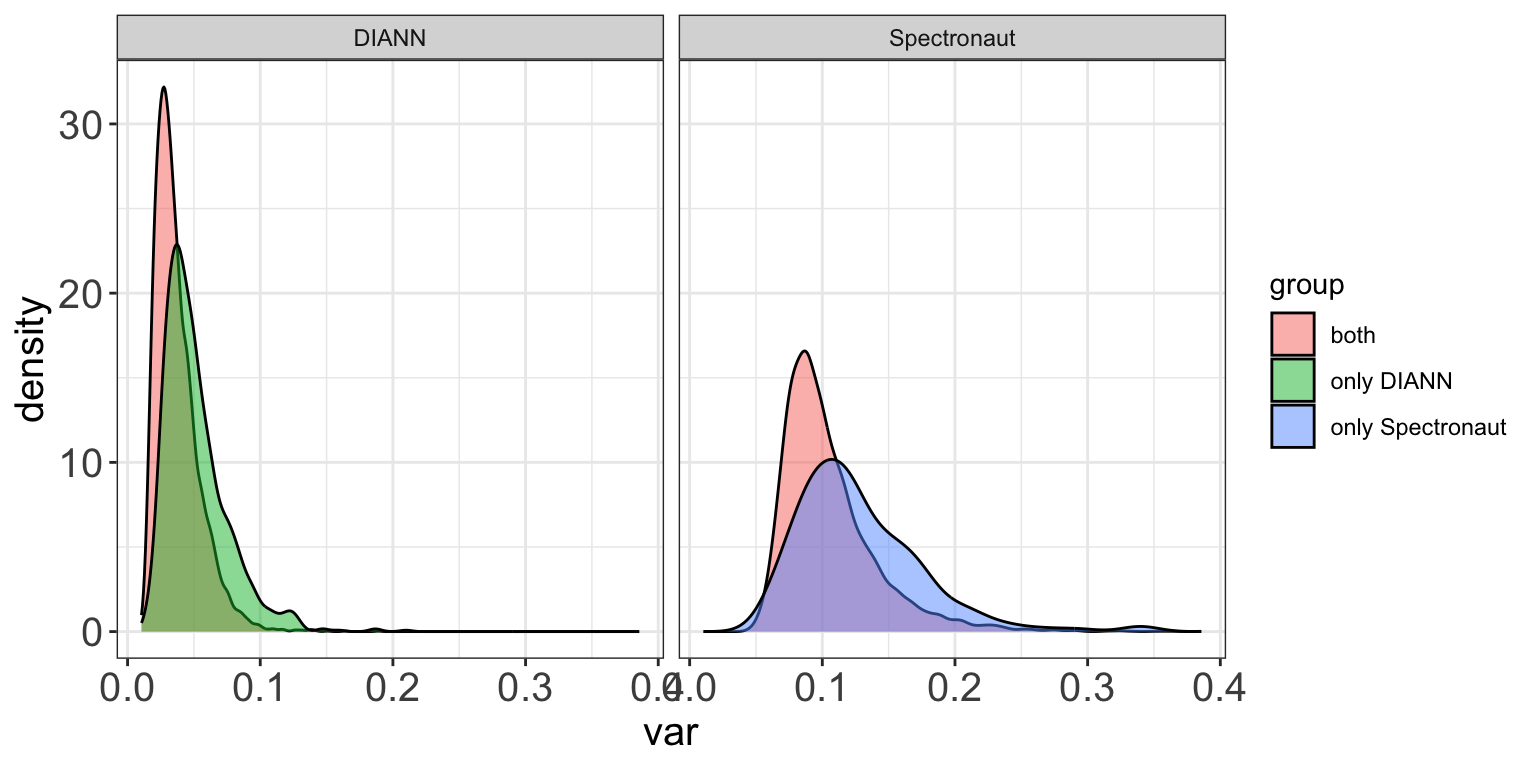 DIANN
Spectronaut
density
30
20
10
0
0.0 0.1 0.2 0.3 0.4
0.0 0.1 0.2 0.3 0.4
var
group
both
only DIANN
only Spectronaut